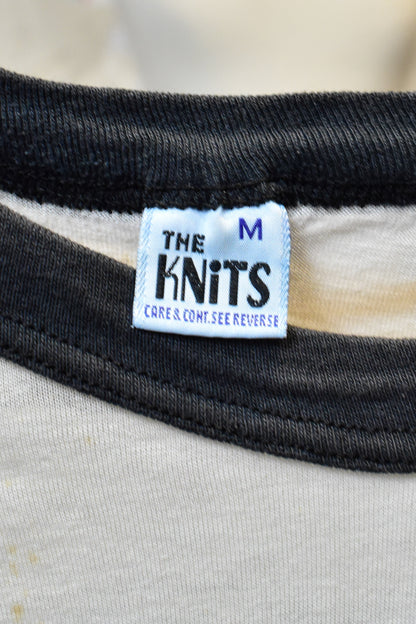 M
THE
KNiTS
CARE & CONT. SEE REVERSE